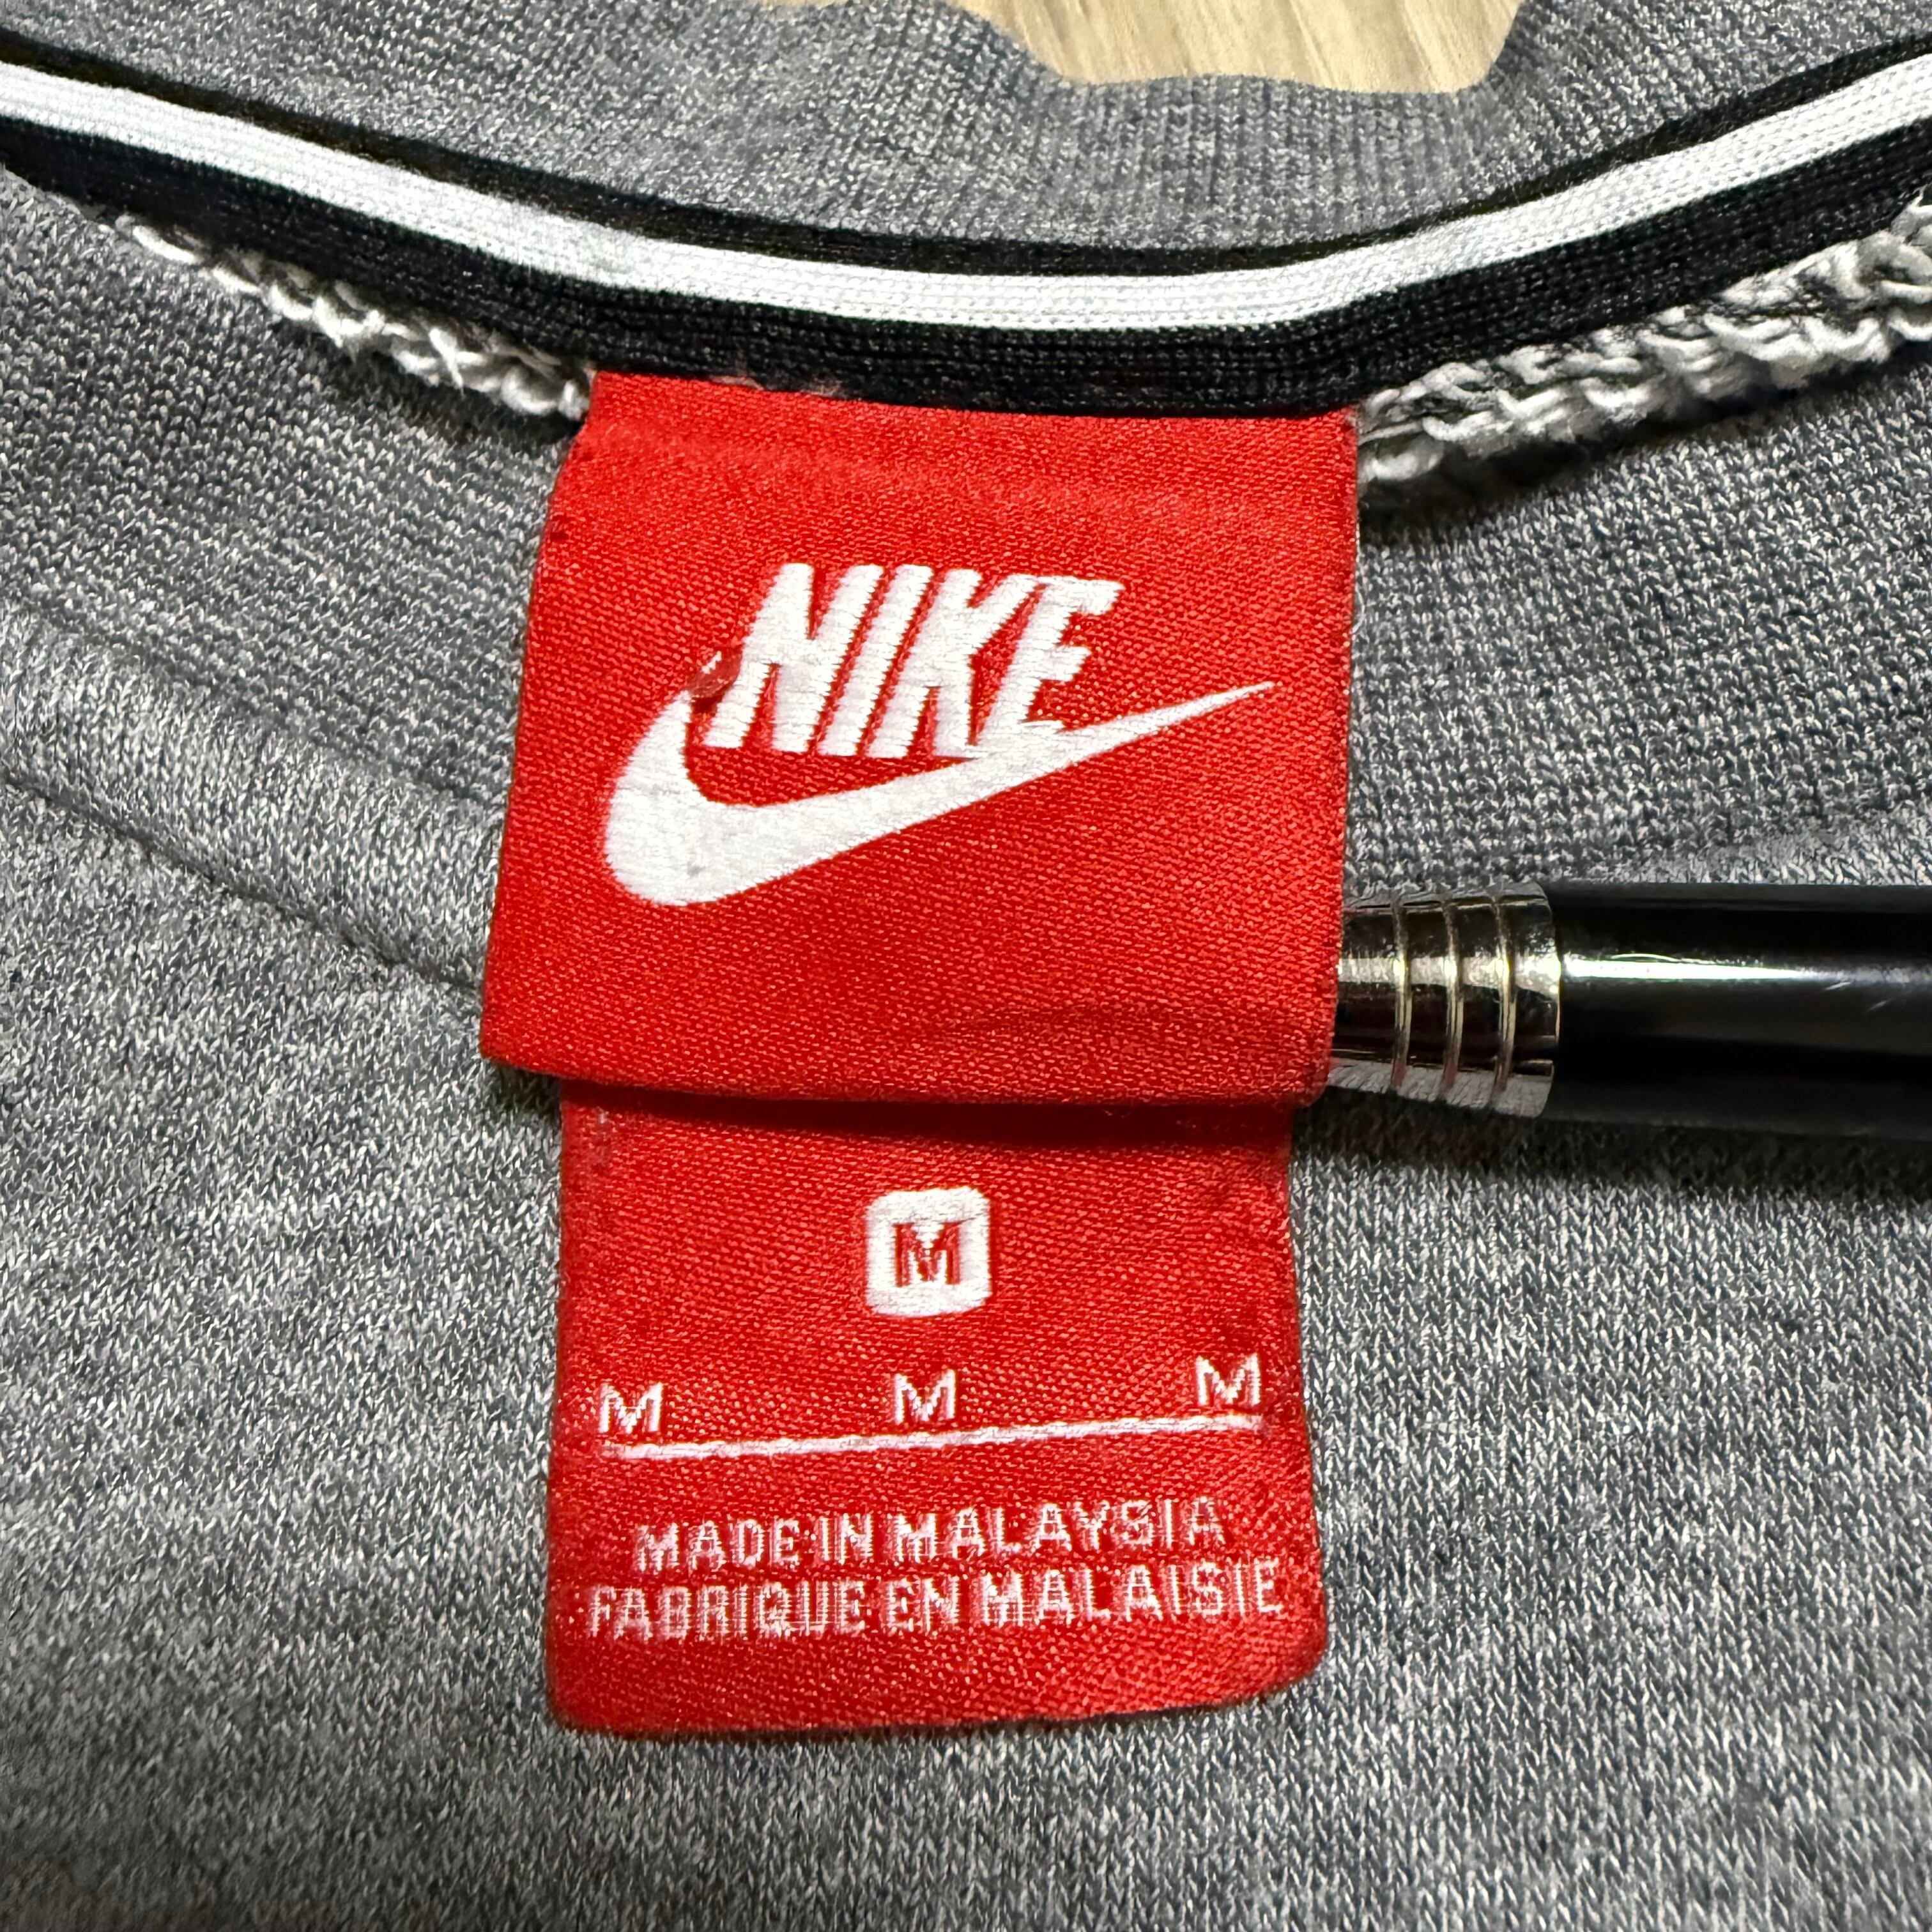 NIKE
M
M M M
MADE IN MALAYSIA
FABRIQUE EN MALAISIE